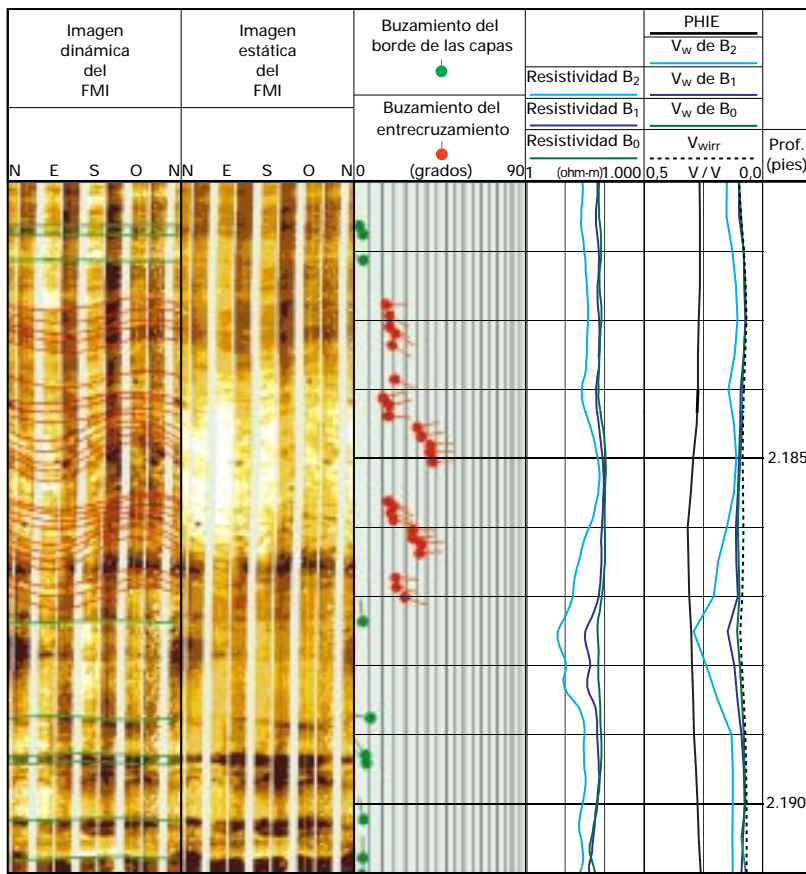 Imagen
dinámica
del
FMI
Imagen
estática
del
FMI
Buzamiento del
borde de las capas
Buzamiento del
entrecruzamiento
(grados)
0 90
N E S O N
N E S O N
Resistividad B2
Resistividad B1
Resistividad B0
1 (ohm-m) 1.000
PHIE
Vw de B2
Vw de B1
Vw de B0
Vwirr
0,5 V / V 0,0
Prof.
(pies)
2.185
2.190